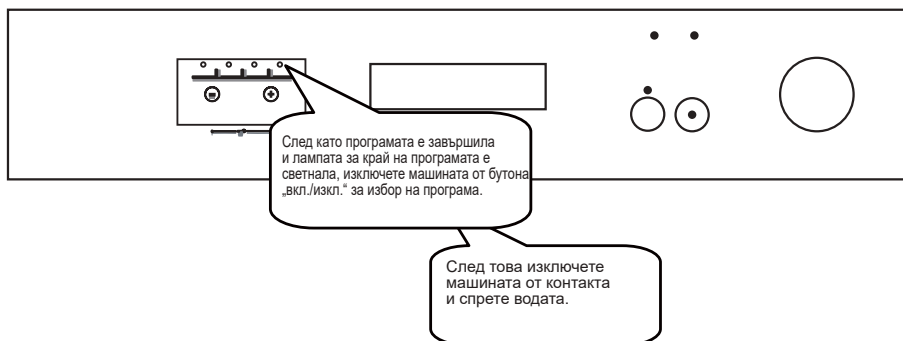 След като програмата е завършила
и лампата за край на програмата е
светнала, изключете машината от бутона
„вкл./изкл.“ за избор на програма.
След това изключете
машината от контакта
и спрете водата.